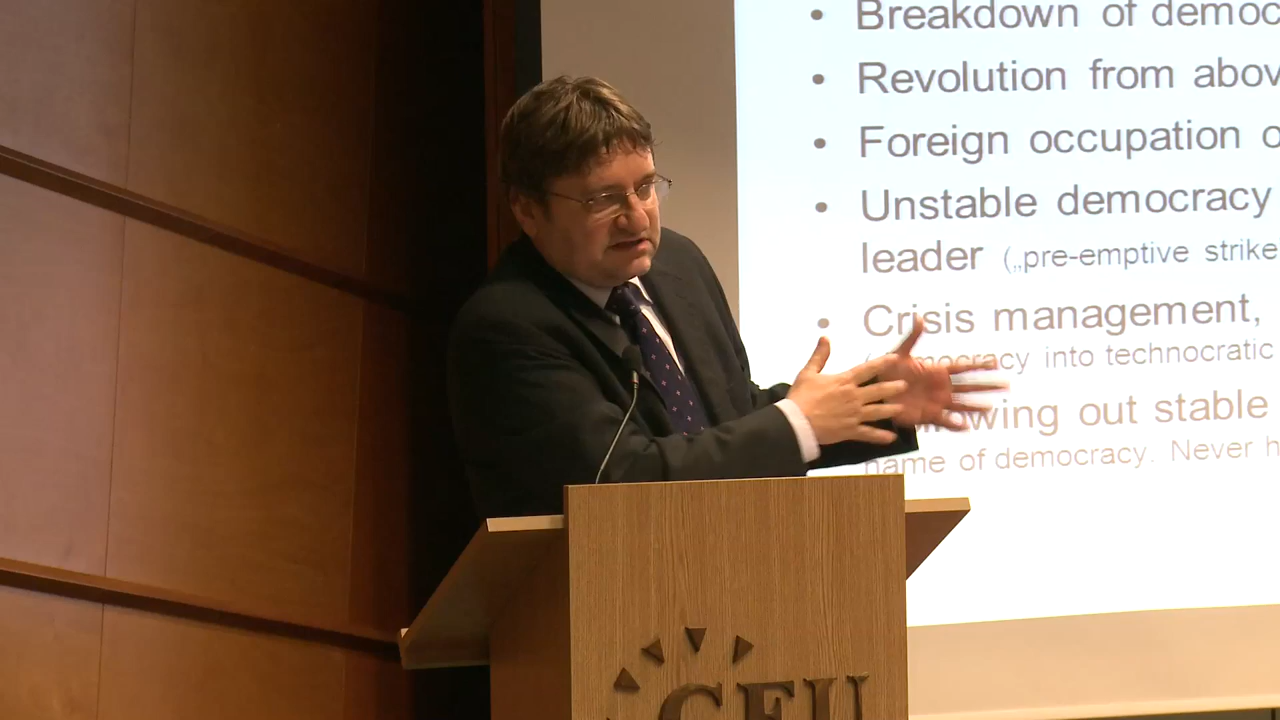 • Breakdown of democ
• Revolution from abov
• Foreign occupation o
• Unstable democracy
leader („pre-emptive strike
• Crisis management,
democracy into technocratic
owing out stable
name of democracy. Never h
CEU